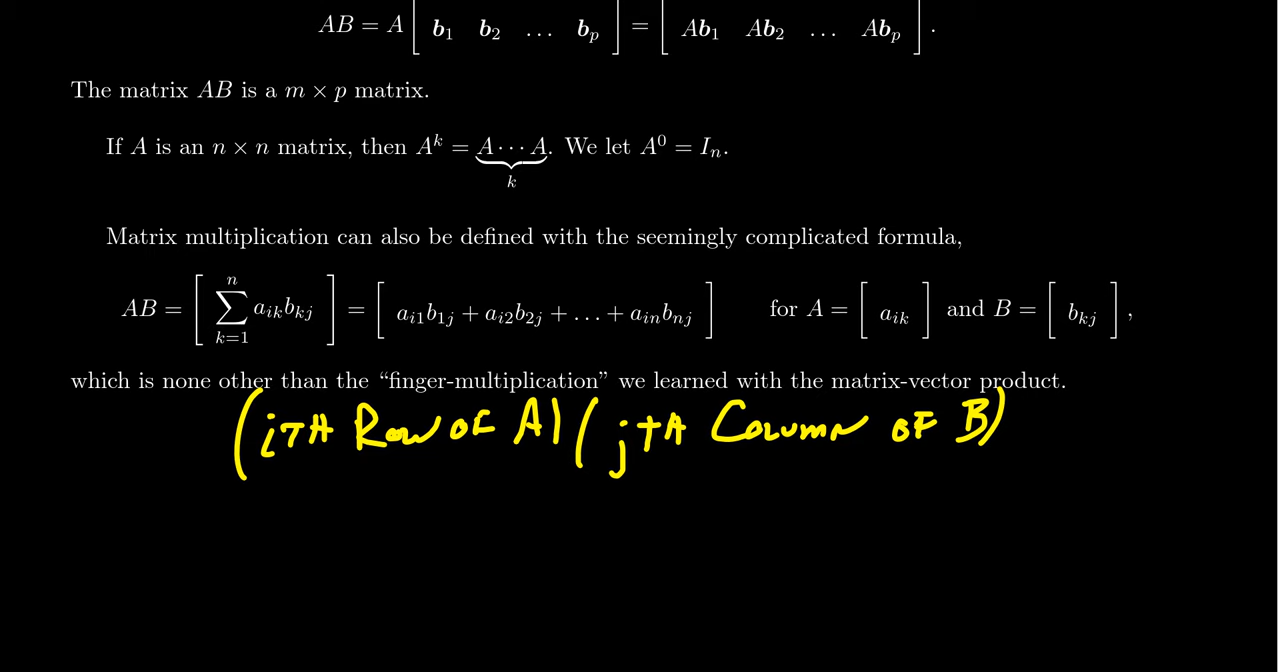 AB = A [ b₁ b₂ … bₚ ] = [ Ab₁ Ab₂ … Abₚ ] .
The matrix AB is a m × p matrix.
If A is an n × n matrix, then Aᵏ = A ⋯ A. We let A⁰ = Iₙ.
k
Matrix multiplication can also be defined with the seemingly complicated formula,
AB = [ ∑ₖ₌₁ⁿ aᵢₖbₖⱼ ] = [ aᵢ₁b₁ⱼ + aᵢ₂b₂ⱼ + … + aᵢₙbₙⱼ ] for A = [ aᵢₖ ] and B = [ bₖⱼ ] ,
which is none other than the “finger-multiplication” we learned with the matrix-vector product.
(iTH ROW OF A) (jTH COLUMN OF B)